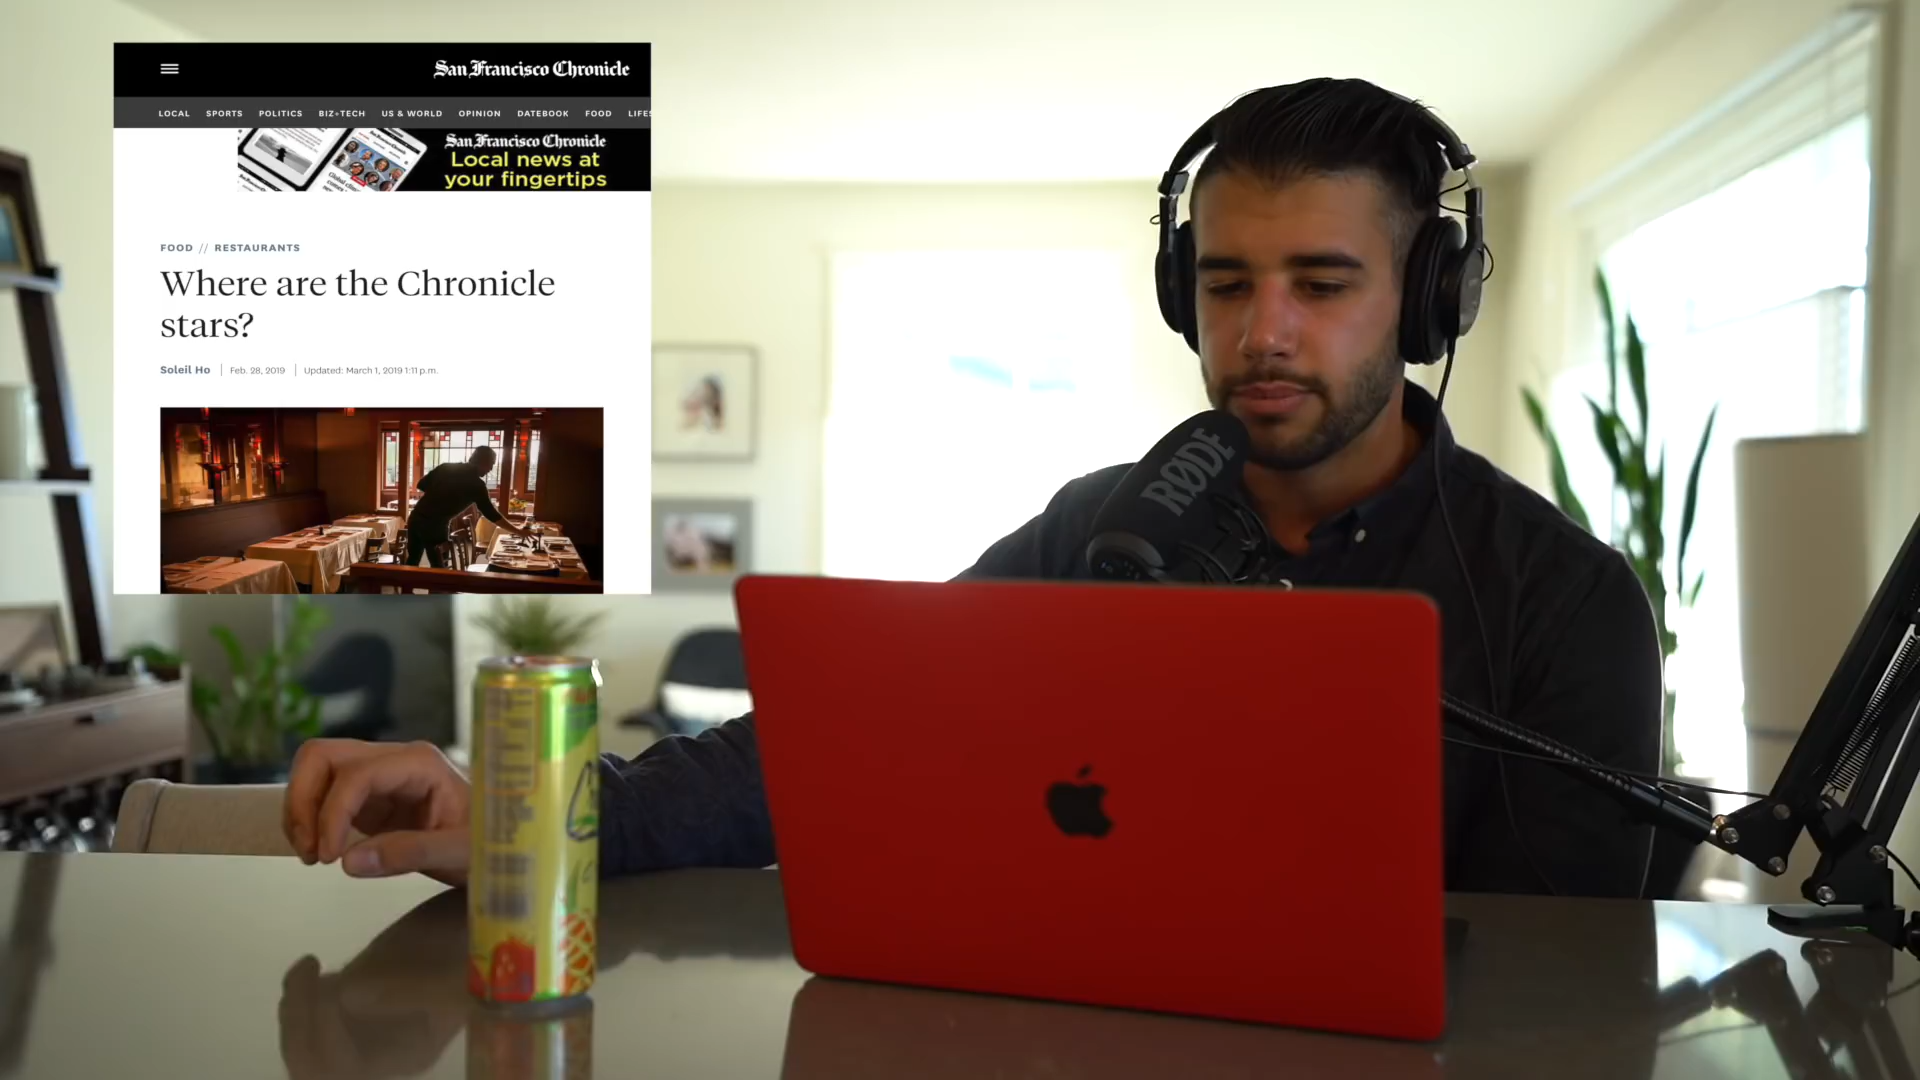 San Francisco Chronicle
LOCAL SPORTS POLITICS BIZ+TECH US & WORLD OPINION DATEBOOK FOOD LIFES
San Francisco Chronicle
Local news at
your fingertips
FOOD // RESTAURANTS
Where are the Chronicle
stars?
Soleil Ho | Feb. 28, 2019 | Updated: March 1, 2019 1:11 p.m.
RØDE